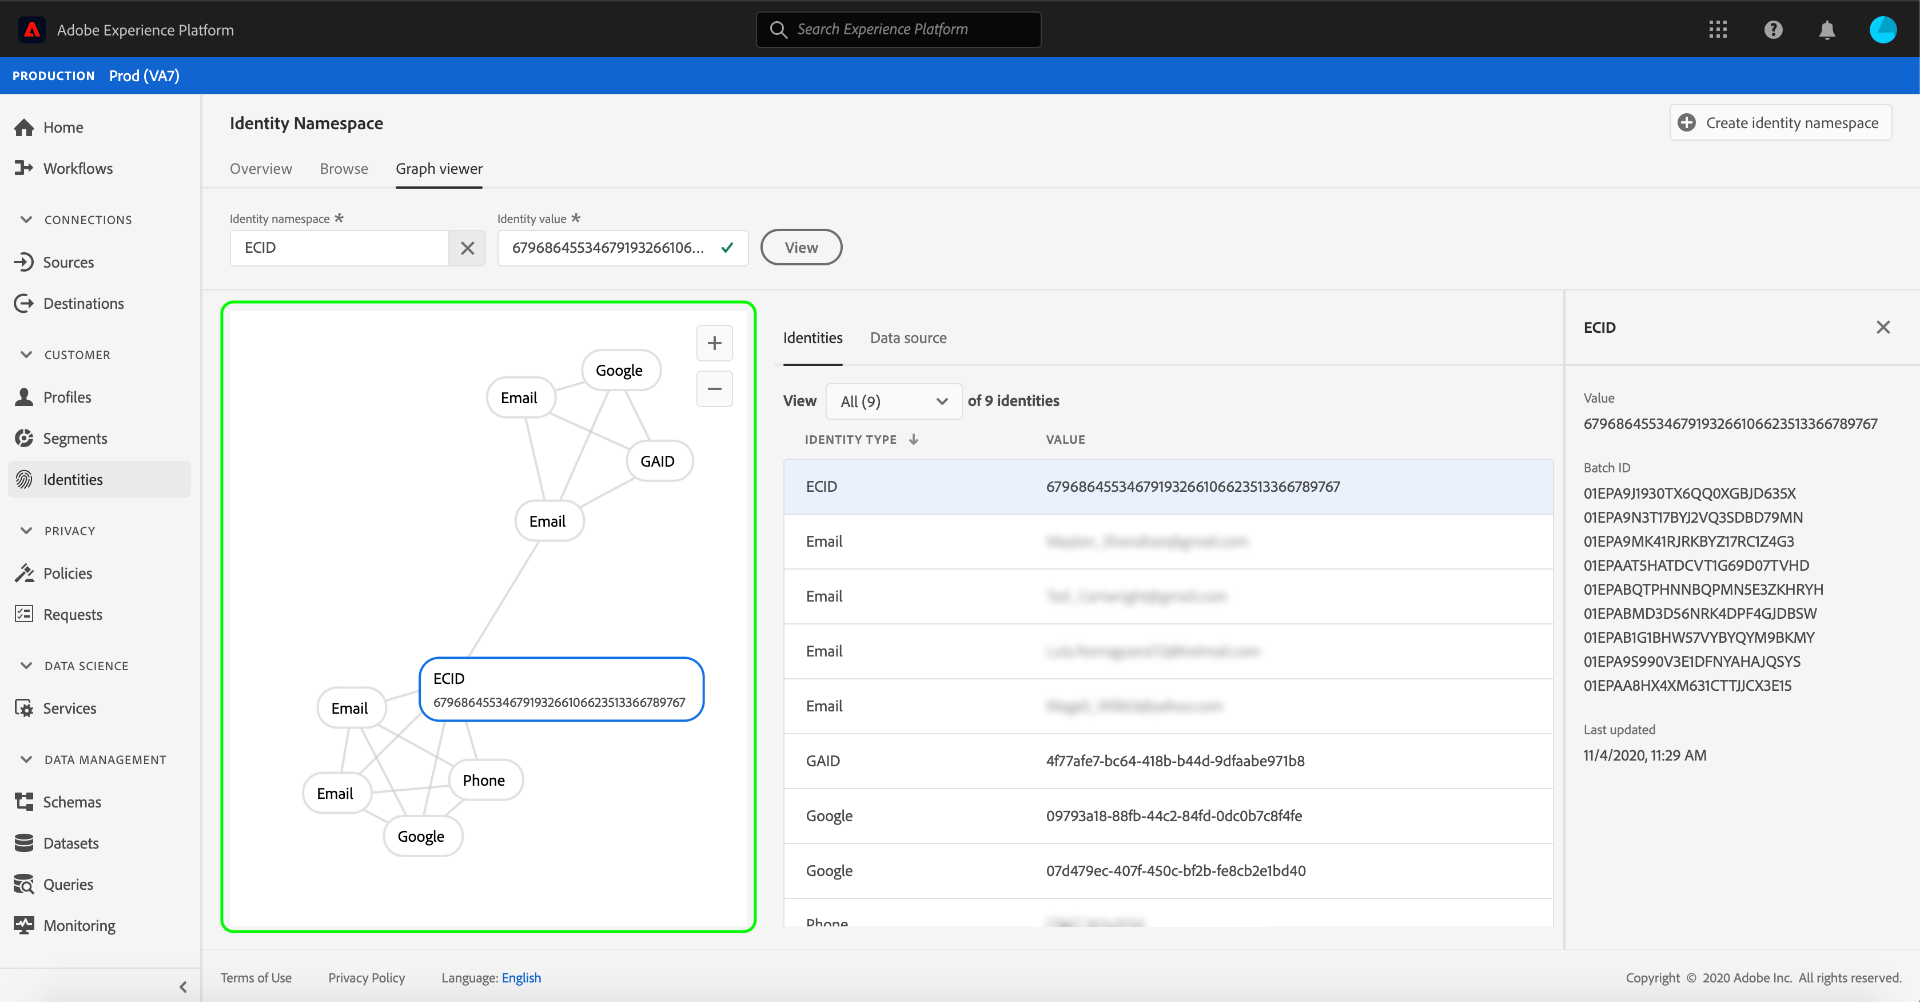 Adobe Experience Platform
Search Experience Platform
PRODUCTION Prod (VA7)
Home
Workflows
CONNECTIONS
Sources
Destinations
CUSTOMER
Profiles
Segments
Identities
PRIVACY
Policies
Requests
DATA SCIENCE
Services
DATA MANAGEMENT
Schemas
Datasets
Queries
Monitoring
Identity Namespace
Create identity namespace
Overview Browse Graph viewer
Identity namespace * Identity value *
ECID 67968645534679193266106... View
Google
Email
GAID
Email
ECID
67968645534679193266106623513366789767
Email
Phone
Email
Google
Identities Data source
View All (9) of 9 identities
IDENTITY TYPE VALUE
ECID 67968645534679193266106623513366789767
Email
Email
Email
Email
GAID 4f77afe7-bc64-418b-b44d-9dfaabe971b8
Google 09793a18-88fb-44c2-84fd-0dc0b7c8f4fe
Google 07d479ec-407f-450c-bf2b-fe8cb2e1bd40
Phone
ECID
Value
67968645534679193266106623513366789767
Batch ID
01EPA9J1930TX6QQ0XGBJD635X
01EPA9N3T17BYJ2VQ3SDBD79MN
01EPA9MK41RJRKBYZ17RC1Z4G3
01EPAAT5HATDCVT1G69D07TVHD
01EPABQTPHNNBQPMN5E3ZKHRYH
01EPABMD3D56NRK4DPF4GJDBSW
01EPAB1G1BHW57VYBYQYM9BKMY
01EPA9S990V3E1DFNYAHAJQSYS
01EPAA8HX4XM631CTTJJCX3E15
Last updated
11/4/2020, 11:29 AM
Terms of Use Privacy Policy Language: English
Copyright © 2020 Adobe Inc. All rights reserved.